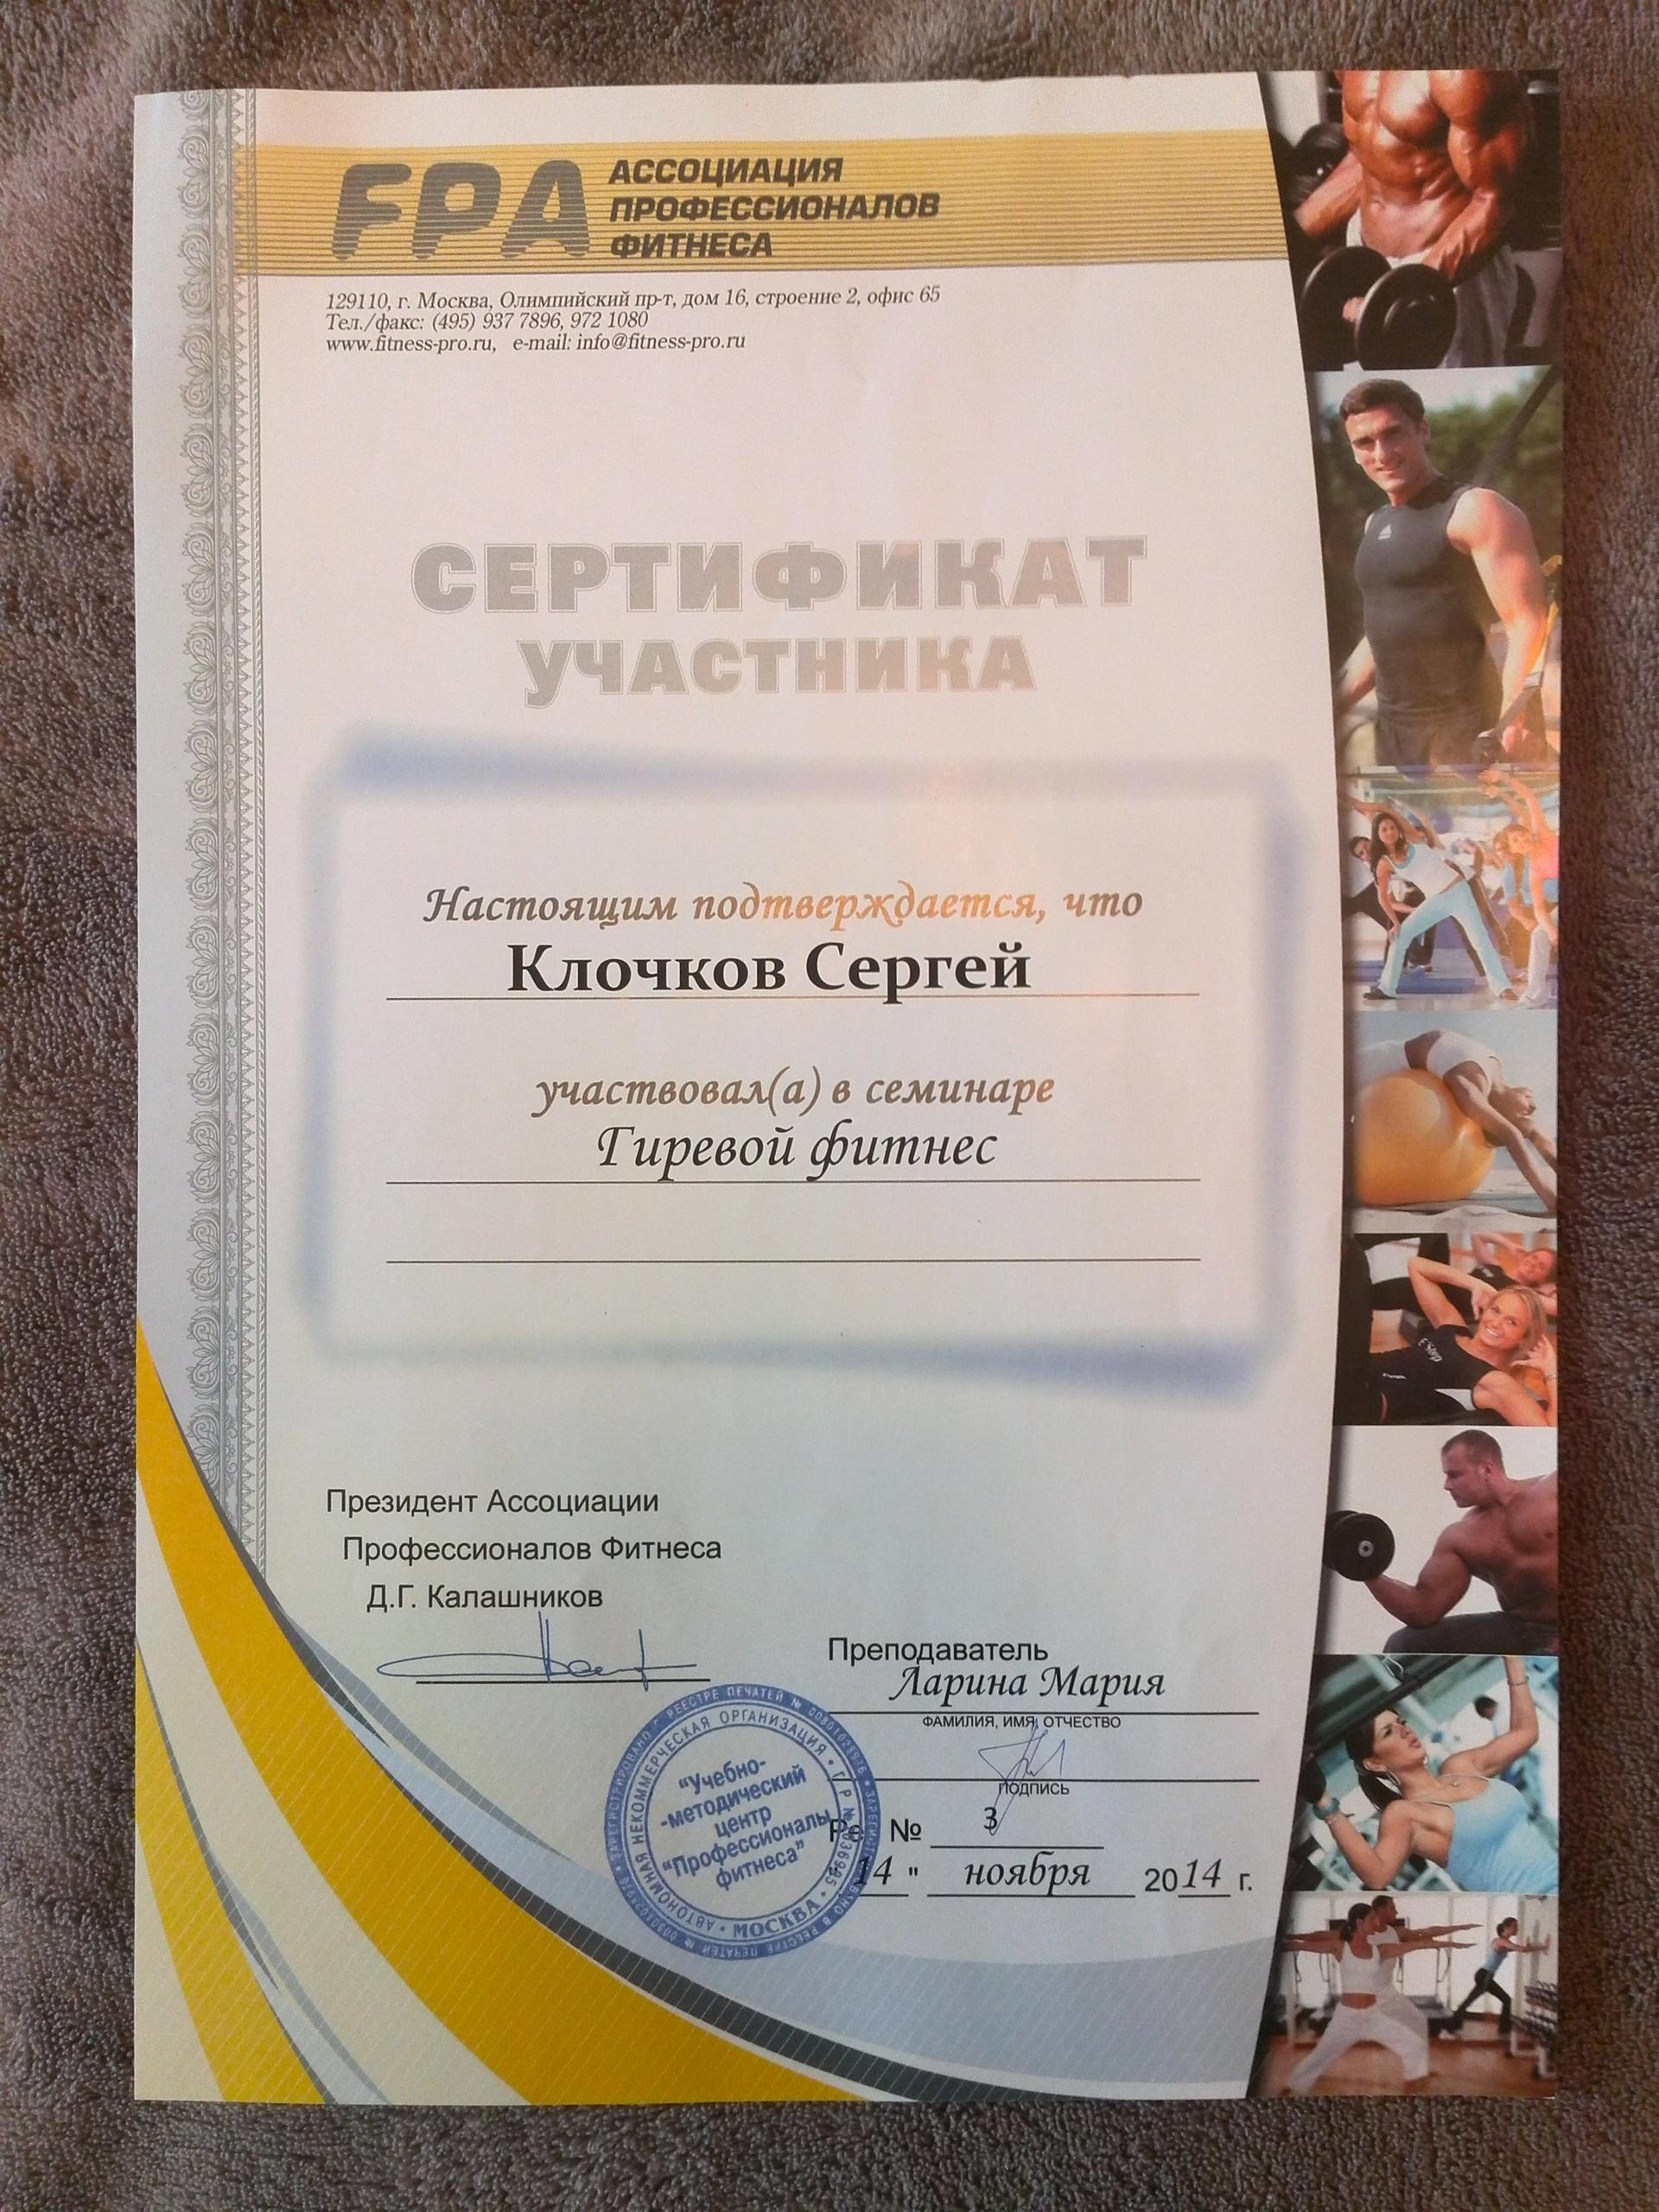 FPA
АССОЦИАЦИЯ
ПРОФЕССИОНАЛОВ
ФИТНЕСА
129110, г. Москва, Олимпийский пр-т, дом 16, строение 2, офис 65
Тел./факс: (495) 937 7896, 972 1080
www.fitness-pro.ru, e-mail: info@fitness-pro.ru
СЕРТИФИКАТ
УЧАСТНИКА
Настоящим подтверждается, что
Клочков Сергей
участвовал(а) в семинаре
Гиревой фитнес
Президент Ассоциации
Профессионалов Фитнеса
Д.Г. Калашников
Преподаватель
Ларина Мария
ФАМИЛИЯ, ИМЯ, ОТЧЕСТВО
ПОДПИСЬ
№ 3
14 " ноября 2014 г.
АВТОНОМНАЯ НЕКОММЕРЧЕСКАЯ ОРГАНИЗАЦИЯ
"Учебно-
-методический
центр
"Профессионалы
фитнеса"
МОСКВА